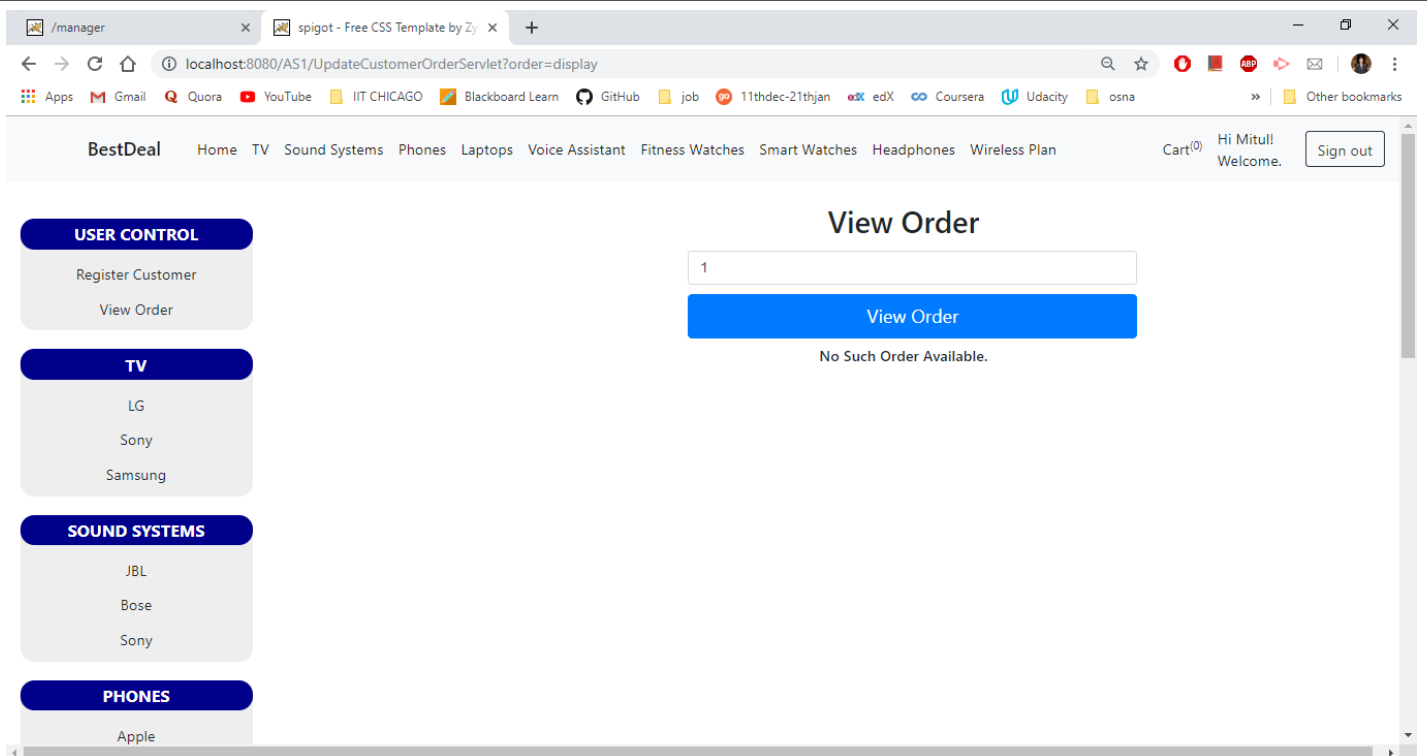 /manager
spigot - Free CSS Template by Zy
localhost:8080/AS1/UpdateCustomerOrderServlet?order=display
ABP
Apps Gmail Quora YouTube IIT CHICAGO Blackboard Learn GitHub job go 11thdec-21thjan edX edX Coursera Udacity osna » Other bookmarks
BestDeal Home TV Sound Systems Phones Laptops Voice Assistant Fitness Watches Smart Watches Headphones Wireless Plan Cart(0) Hi Mitul! Sign out
Welcome.
View Order
1
View Order
No Such Order Available.
USER CONTROL
Register Customer
View Order
TV
LG
Sony
Samsung
SOUND SYSTEMS
JBL
Bose
Sony
PHONES
Apple